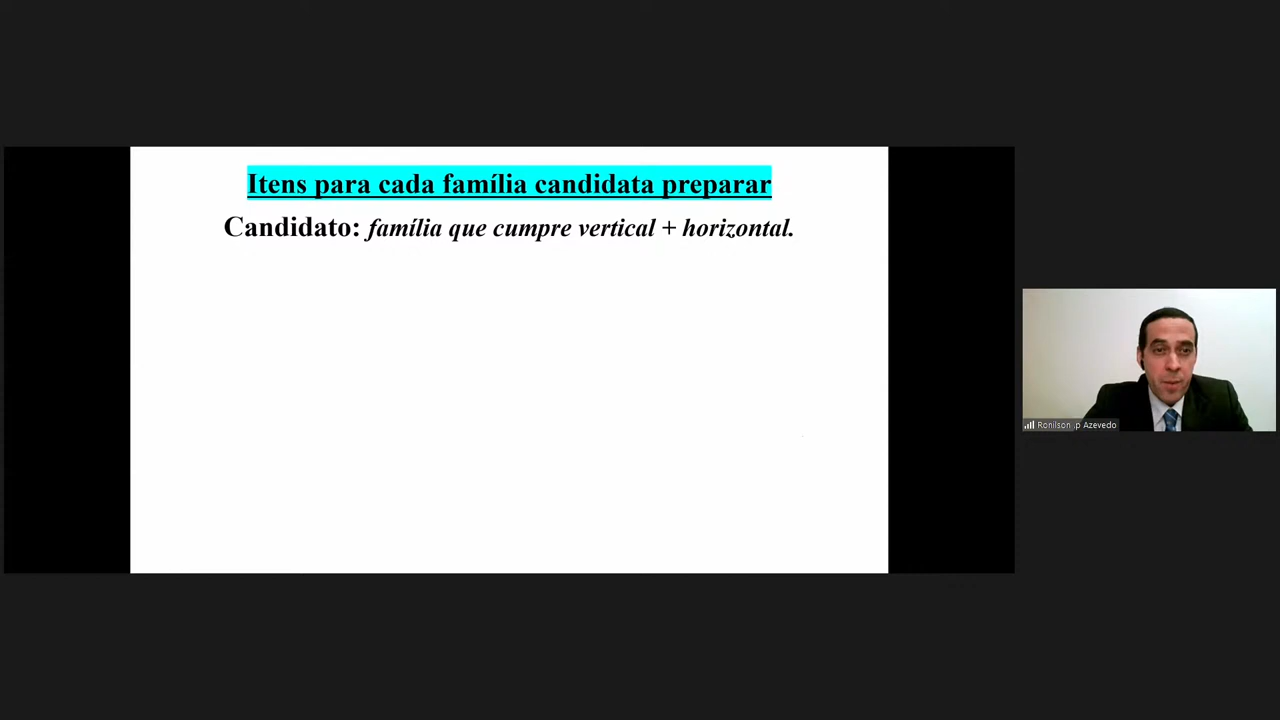 Itens para cada família candidata preparar
Candidato: família que cumpre vertical + horizontal.
Ronilson .p Azevedo